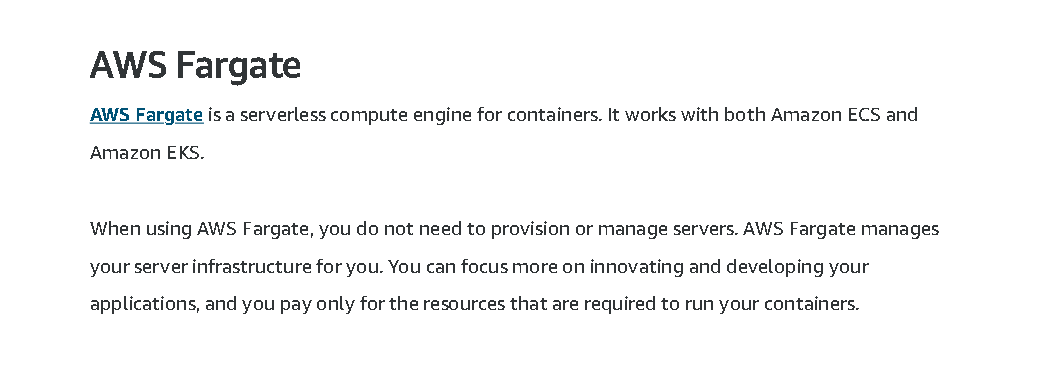 AWS Fargate
AWS Fargate is a serverless compute engine for containers. It works with both Amazon ECS and
Amazon EKS.
When using AWS Fargate, you do not need to provision or manage servers. AWS Fargate manages
your server infrastructure for you. You can focus more on innovating and developing your
applications, and you pay only for the resources that are required to run your containers.